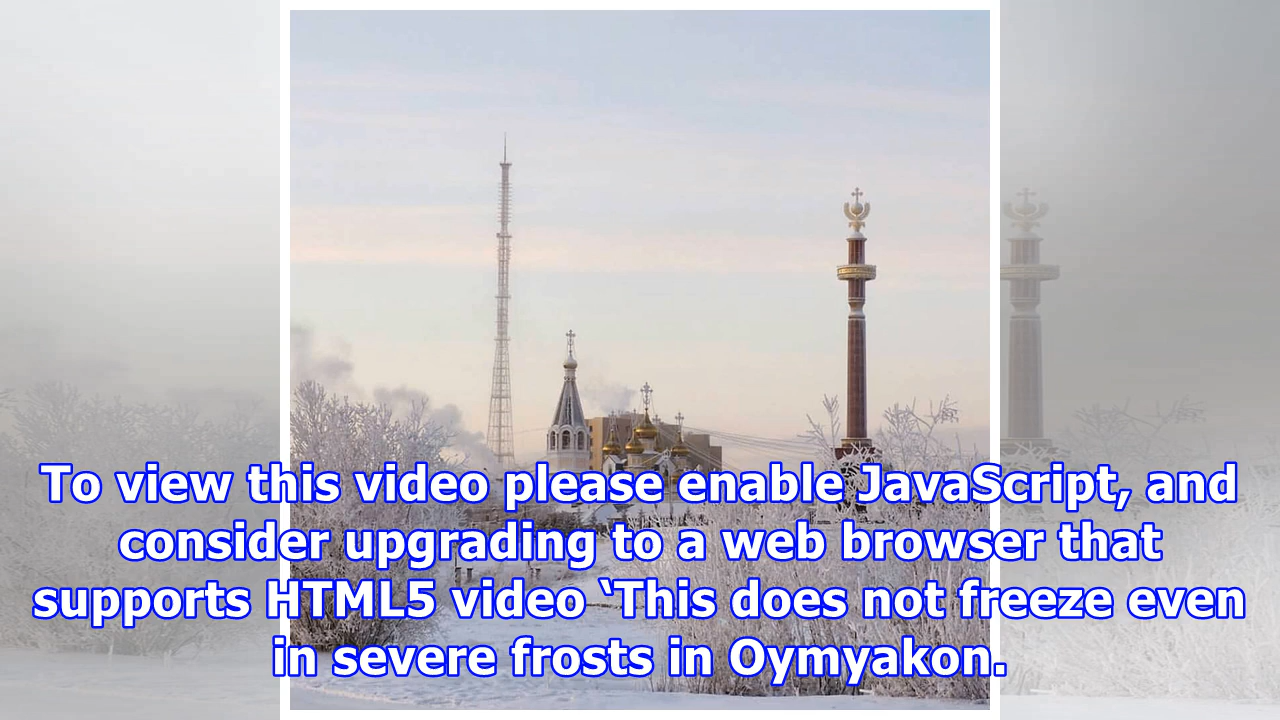 To view this video please enable JavaScript, and
consider upgrading to a web browser that
supports HTML5 video ‘This does not freeze even
in severe frosts in Oymyakon.